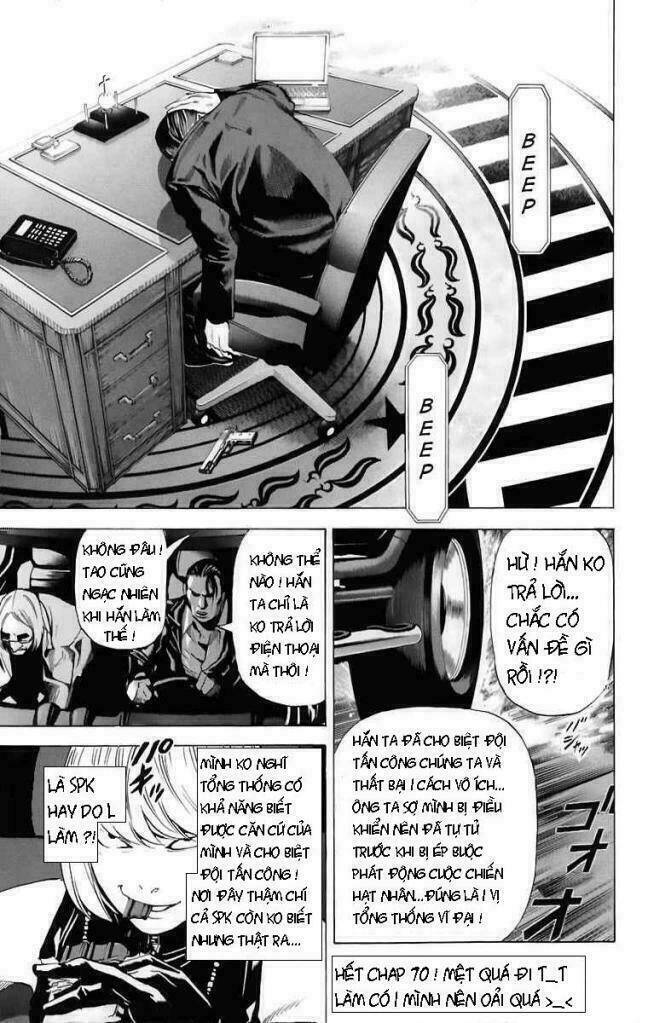 BEEP
BEEP
HỪ ! HẮN KO
TRẢ LỜI...
CHẮC CÓ
VẤN ĐỀ GÌ
RỒI !?!
KHÔNG THỂ
NÀO ! HẮN
TA CHỈ LÀ
KO TRẢ LỜI
ĐIỆN THOẠI
MÀ THÔI !
KHÔNG ĐÂU !
TAO CŨNG
NGẠC NHIÊN
KHI HẮN LÀM
THẾ !
HẮN TA ĐÃ CHO BIỆT ĐỘI
TẤN CÔNG CHÚNG TA VÀ
THẤT BẠI 1 CÁCH VÔ ÍCH...
ÔNG TA SỢ MÌNH BỊ ĐIỀU
KHIỂN NÊN ĐÃ TỰ TỬ
TRƯỚC KHI BỊ ÉP BUỘC
PHÁT ĐỘNG CUỘC CHIẾN
HẠT NHÂN...ĐÚNG LÀ 1 VỊ
TỔNG THỐNG VĨ ĐẠI !
ゴオ
MÌNH KO NGHĨ
TỔNG THỐNG CÓ
KHẢ NĂNG BIẾT
ĐƯỢC CĂN CỨ CỦA
MÌNH VÀ CHO BIỆT
ĐỘI TẤN CÔNG !
NƠI ĐÂY THẬM CHÍ
CẢ SPK CÒN KO BIẾT
NHƯNG THẬT RA....
LÀ SPK
HAY DO L
LÀM ?!
HẾT CHAP 70 ! MỆT QUÁ ĐI T_T
LÀM CÓ 1 MÌNH NÊN OẢI QUÁ >_<